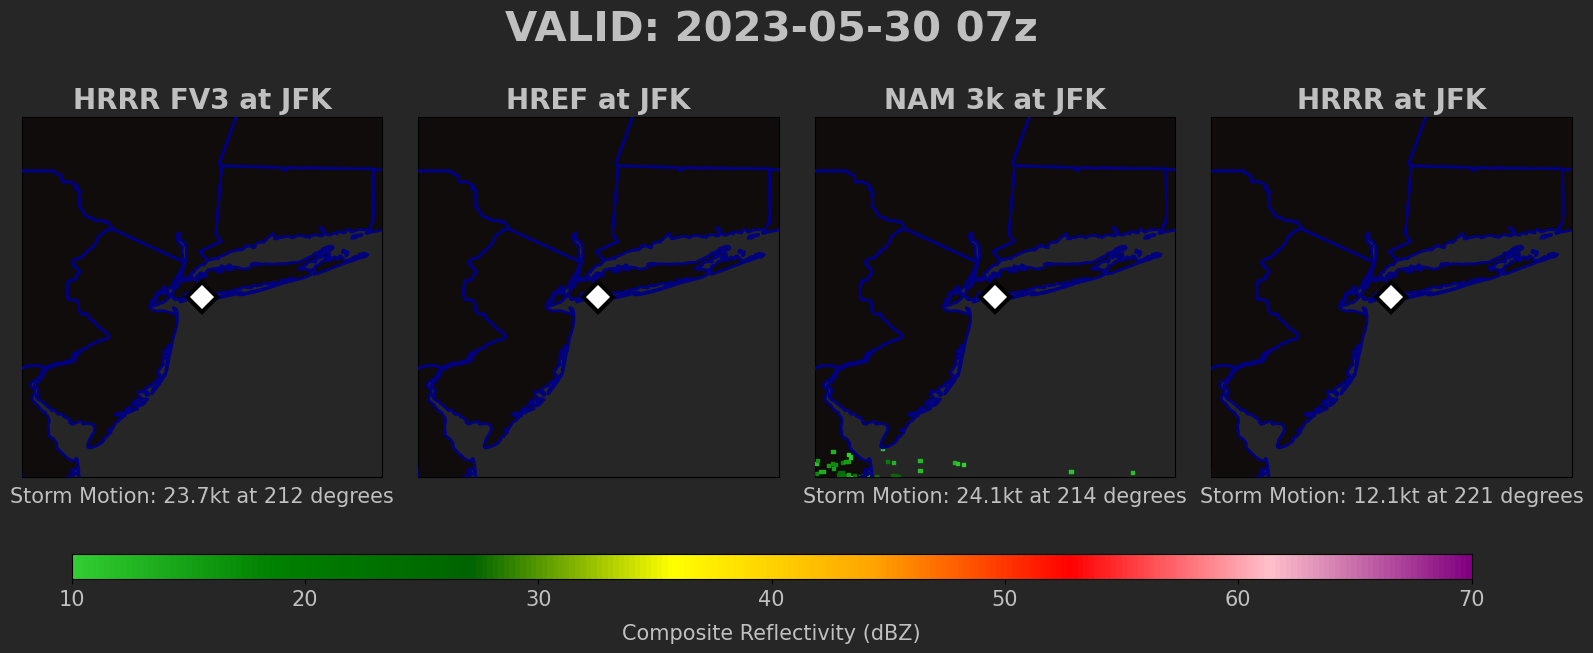 VALID: 2023-05-30 07z
HRRR FV3 at JFK
HREF at JFK
NAM 3k at JFK
HRRR at JFK
Storm Motion: 23.7kt at 212 degrees
Storm Motion: 24.1kt at 214 degrees
Storm Motion: 12.1kt at 221 degrees
10 20 30 40 50 60 70
Composite Reflectivity (dBZ)